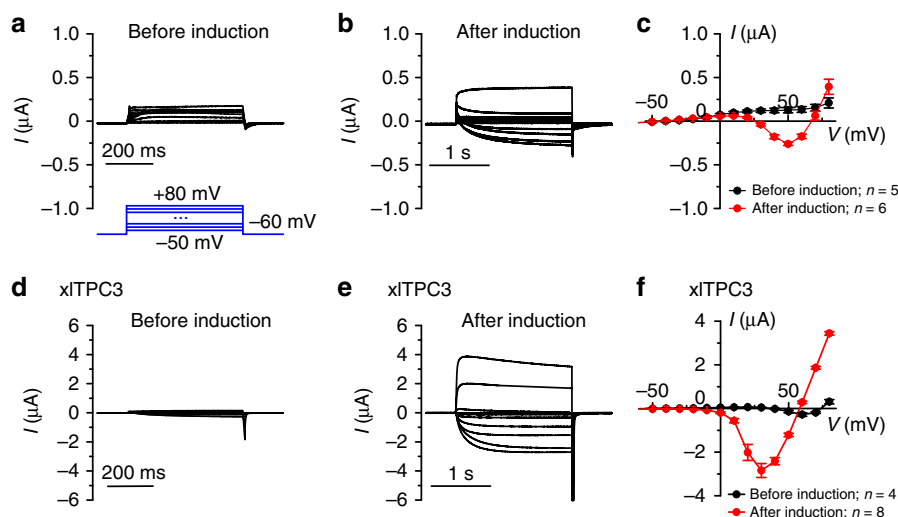 a
Before induction
1.0
0.5
0
−0.5
−1.0
I (µA)
200 ms
+80 mV
...
−50 mV
−60 mV
b
After induction
1.0
0.5
0
−0.5
−1.0
I (µA)
1 s
c
I (µA)
1.0
0.5
0
−0.5
−1.0
−50
0
50
V (mV)
Before induction; n = 5
After induction; n = 6
d
xlTPC3
Before induction
6
4
2
0
−2
−4
−6
I (µA)
200 ms
e
After induction
6
4
2
0
−2
−4
−6
I (µA)
1 s
f
xlTPC3
I (µA)
4
2
0
−2
−4
−50
0
50
V (mV)
Before induction; n = 4
After induction; n = 8